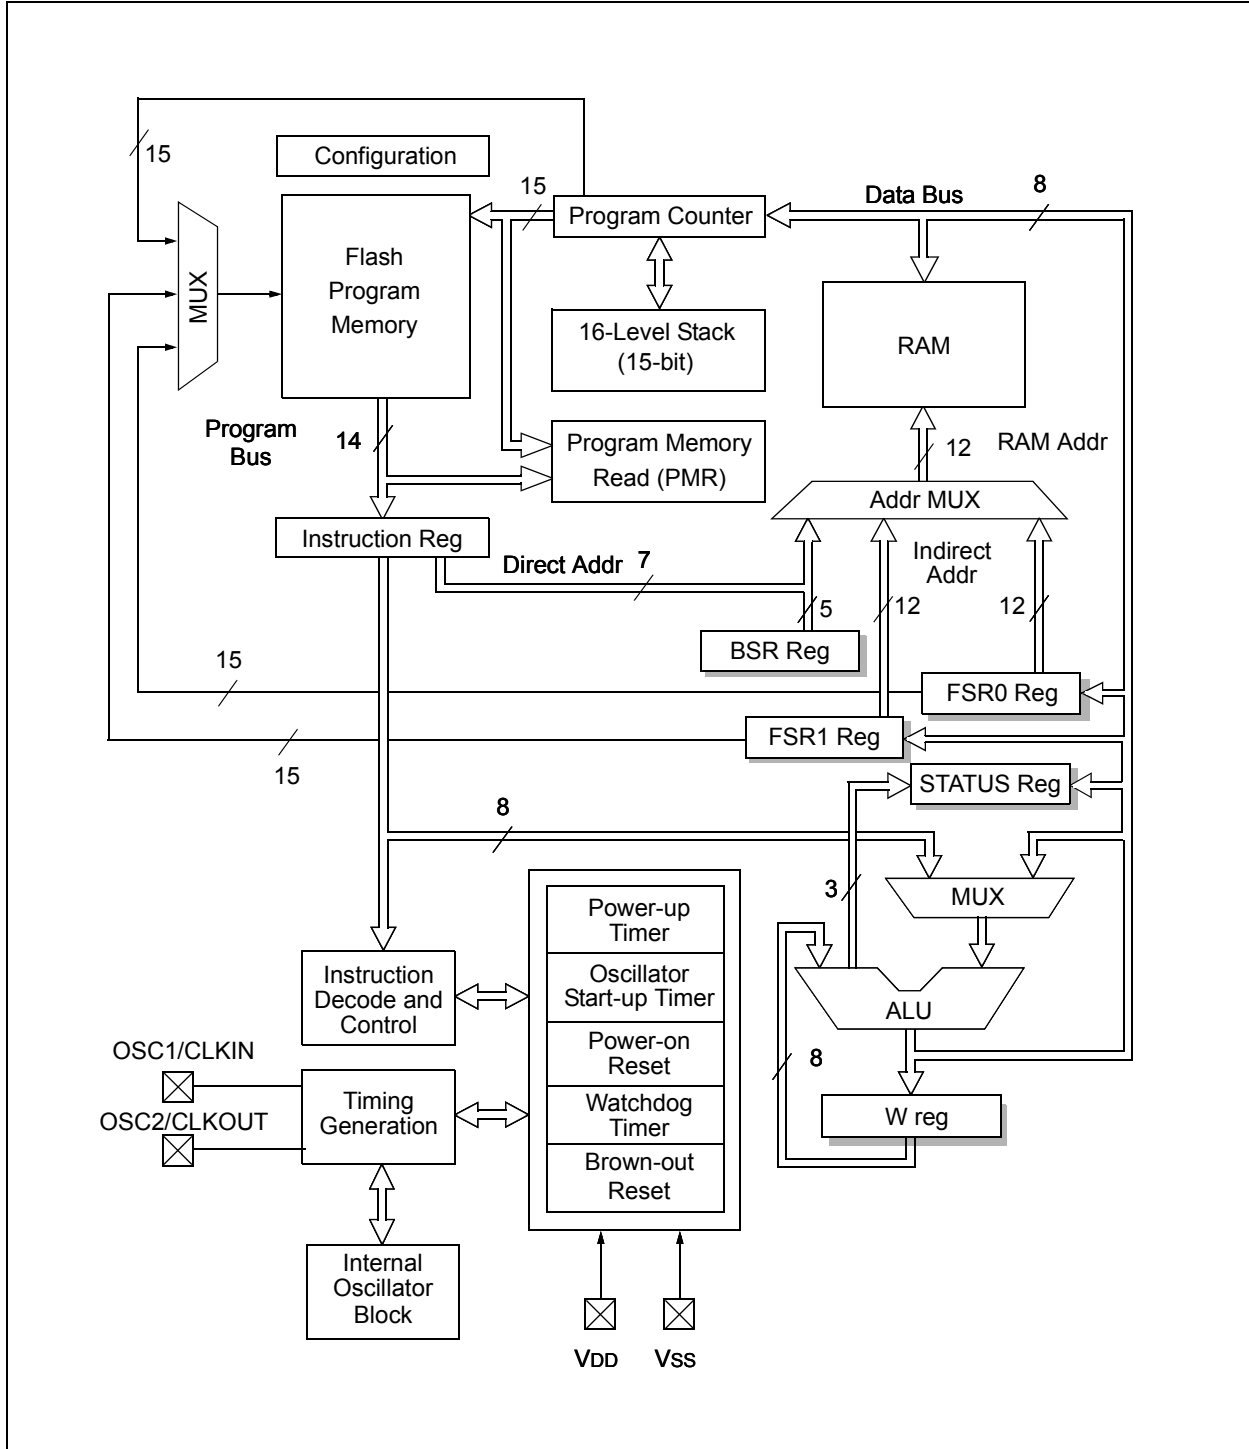 15
Configuration
15
Program Counter
Data Bus
8
MUX
Flash
Program
Memory
16-Level Stack
(15-bit)
RAM
Program
Bus
14
Program Memory
Read (PMR)
12
RAM Addr
Addr MUX
Instruction Reg
Direct Addr
7
Indirect
Addr
5
12
12
BSR Reg
15
FSR0 Reg
15
FSR1 Reg
STATUS Reg
8
3
MUX
Power-up
Timer
Instruction
Decode and
Control
Oscillator
Start-up Timer
ALU
Power-on
Reset
8
OSC1/CLKIN
OSC2/CLKOUT
Timing
Generation
Watchdog
Timer
W reg
Brown-out
Reset
Internal
Oscillator
Block
VDD
VSS